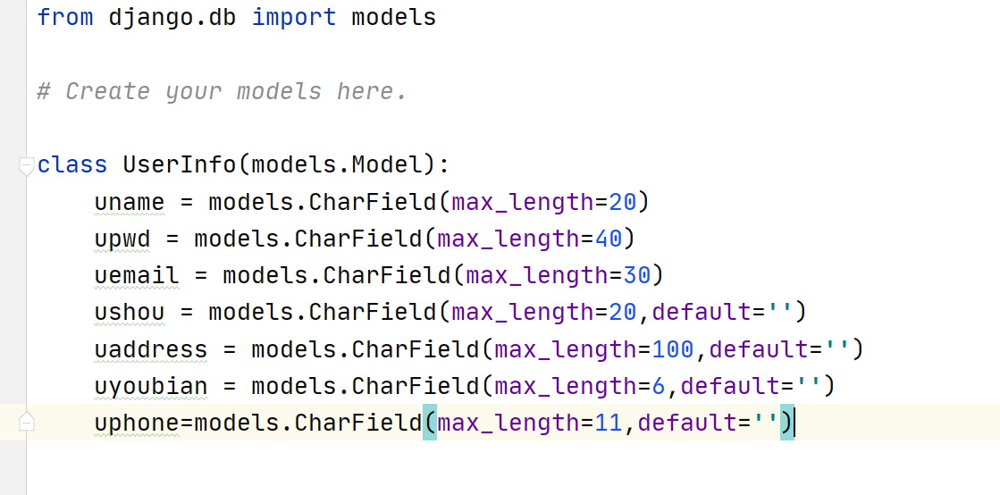 from django.db import models
# Create your models here.
class UserInfo(models.Model):
    uname = models.CharField(max_length=20)
    upwd = models.CharField(max_length=40)
    uemail = models.CharField(max_length=30)
    ushou = models.CharField(max_length=20,default='')
    uaddress = models.CharField(max_length=100,default='')
    uyoubian = models.CharField(max_length=6,default='')
    uphone=models.CharField(max_length=11,default='')